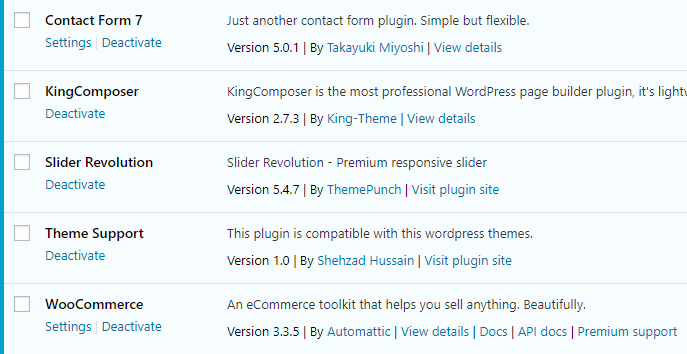 Contact Form 7 Just another contact form plugin. Simple but flexible.
Settings | Deactivate Version 5.0.1 | By Takayuki Miyoshi | View details
KingComposer KingComposer is the most professional WordPress page builder plugin, it's
Deactivate Version 2.7.3 | By King-Theme | View details
Slider Revolution Slider Revolution - Premium responsive slider
Deactivate Version 5.4.7 | By ThemePunch | Visit plugin site
Theme Support This plugin is compatible with this wordpress themes.
Deactivate Version 1.0 | By Shehzad Hussain | Visit plugin site
WooCommerce An eCommerce toolkit that helps you sell anything. Beautifully.
Settings | Deactivate Version 3.3.5 | By Automattic | View details | Docs | API docs | Premium support